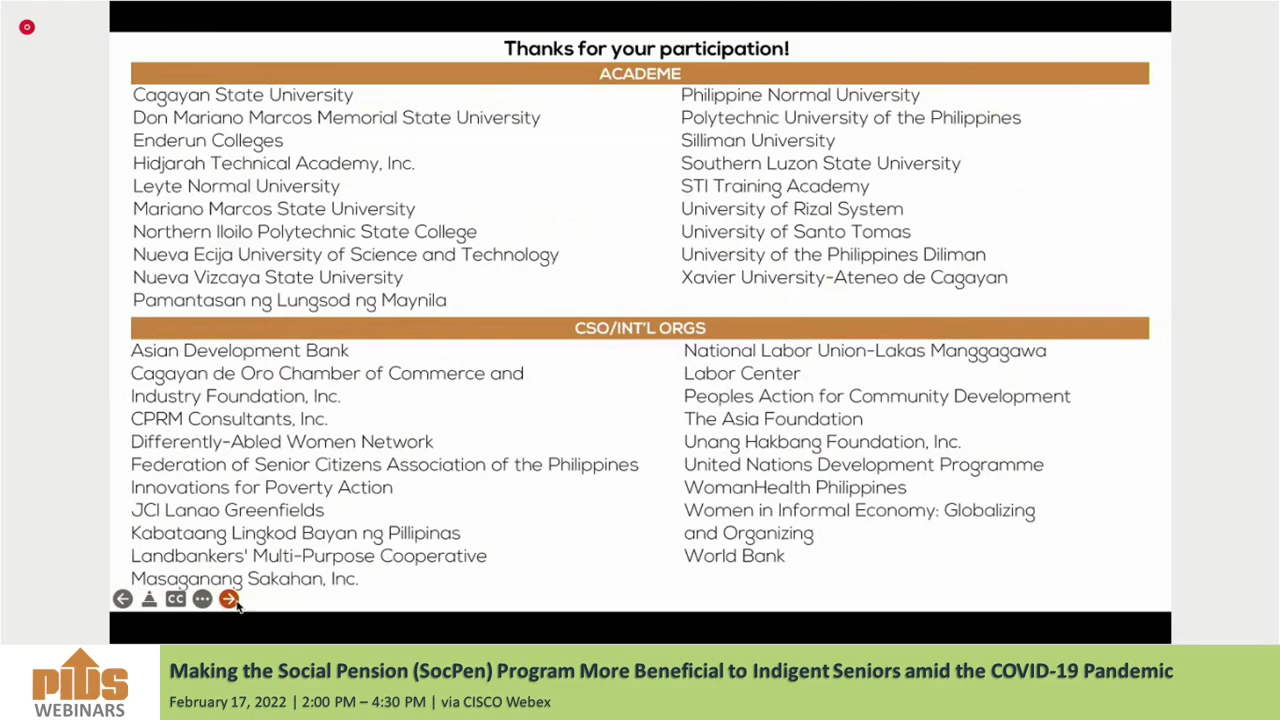 Thanks for your participation!
ACADEME
Cagayan State University
Don Mariano Marcos Memorial State University
Enderun Colleges
Hidjarah Technical Academy, Inc.
Leyte Normal University
Mariano Marcos State University
Northern Iloilo Polytechnic State College
Nueva Ecija University of Science and Technology
Nueva Vizcaya State University
Pamantasan ng Lungsod ng Maynila
Philippine Normal University
Polytechnic University of the Philippines
Silliman University
Southern Luzon State University
STI Training Academy
University of Rizal System
University of Santo Tomas
University of the Philippines Diliman
Xavier University-Ateneo de Cagayan
CSO/INT'L ORGS
Asian Development Bank
Cagayan de Oro Chamber of Commerce and
Industry Foundation, Inc.
CPRM Consultants, Inc.
Differently-Abled Women Network
Federation of Senior Citizens Association of the Philippines
Innovations for Poverty Action
JCI Lanao Greenfields
Kabataang Lingkod Bayan ng Pillipinas
Landbankers' Multi-Purpose Cooperative
Masaganang Sakahan, Inc.
National Labor Union-Lakas Manggagawa
Labor Center
Peoples Action for Community Development
The Asia Foundation
Unang Hakbang Foundation, Inc.
United Nations Development Programme
WomanHealth Philippines
Women in Informal Economy: Globalizing
and Organizing
World Bank
CC
PIDS
WEBINARS
Making the Social Pension (SocPen) Program More Beneficial to Indigent Seniors amid the COVID-19 Pandemic
February 17, 2022 | 2:00 PM – 4:30 PM | via CISCO Webex